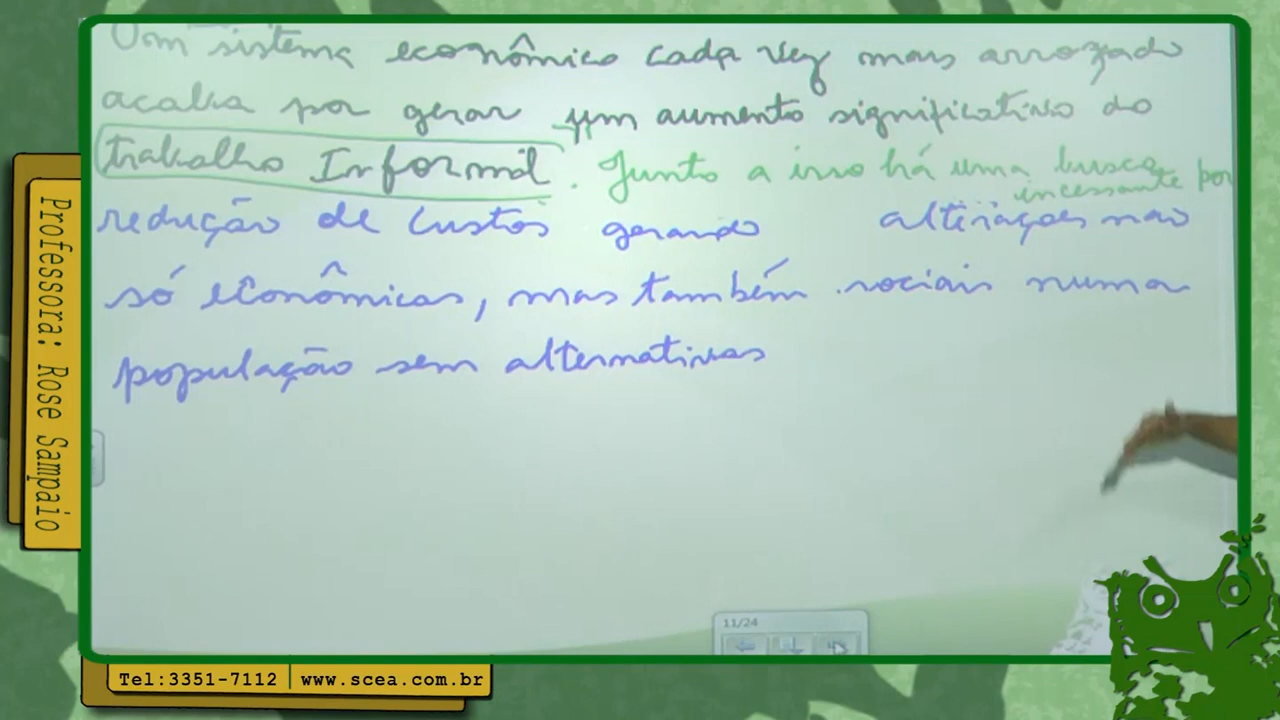 Um sistema econômico cada vez mais arrozado
acaba por gerar um aumento significativo do
trabalho Informal. Junto a isso há uma busca
incessante por
redução de custos gerando alterações não
só econômicas, mas também sociais numa
população sem alternativas
11/24
Professora: Rose Sampaio
Tel:3351-7112 | www.scea.com.br